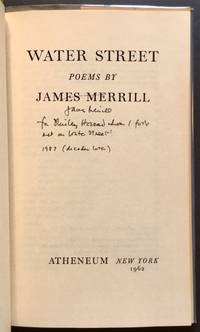 WATER STREET
POEMS BY
JAMES MERRILL
James Merrill
for Shirley Hazzard whom I first
met on Water Street!
1987 (decades later)
ATHENEUM NEW YORK
1962